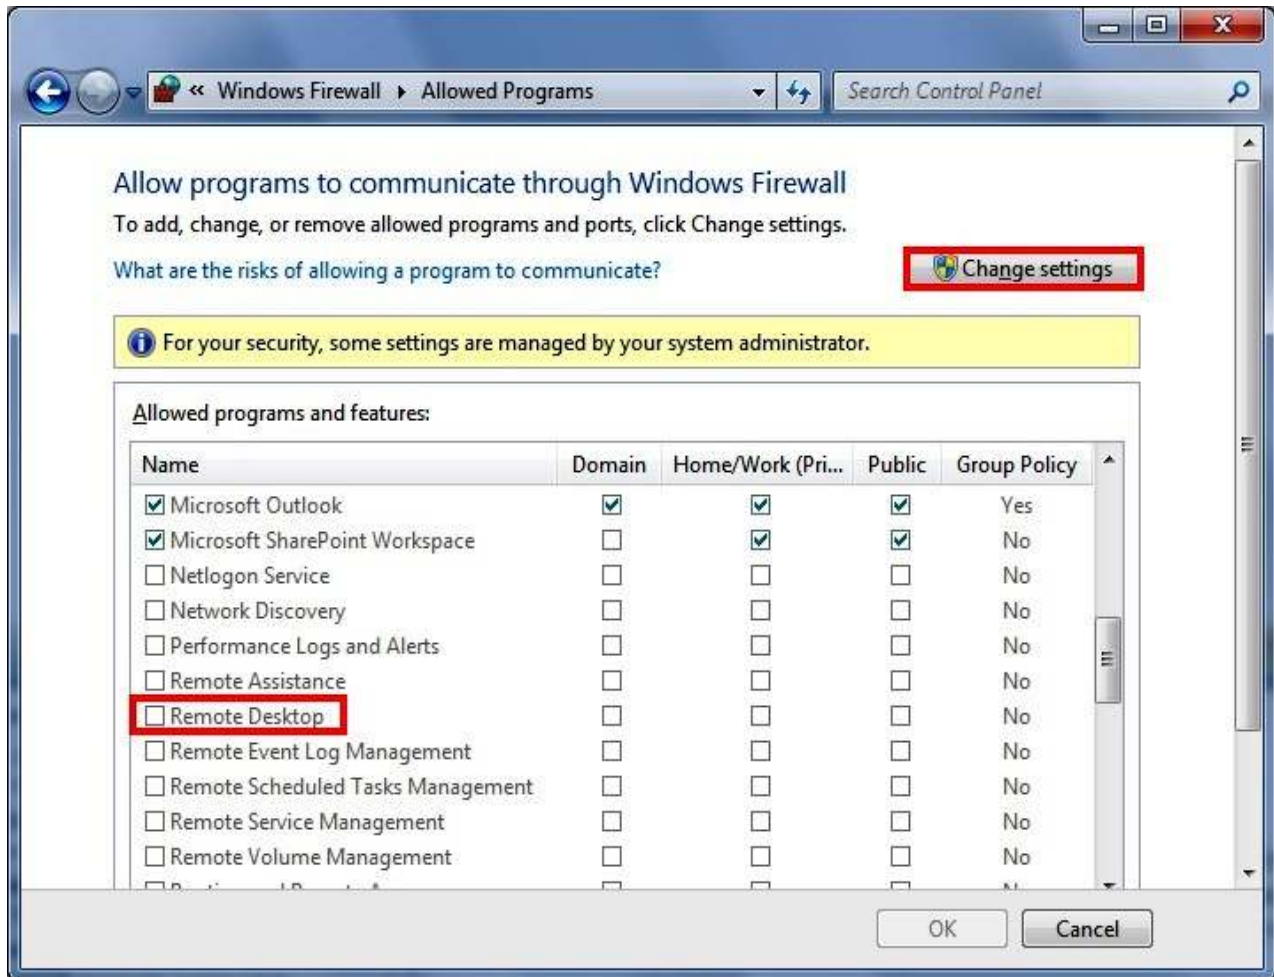 « Windows Firewall ▸ Allowed Programs Search Control Panel
Allow programs to communicate through Windows Firewall
To add, change, or remove allowed programs and ports, click Change settings.
What are the risks of allowing a program to communicate? Change settings
For your security, some settings are managed by your system administrator.
Allowed programs and features:
Name Domain Home/Work (Pri... Public Group Policy
Microsoft Outlook Yes
Microsoft SharePoint Workspace No
Netlogon Service No
Network Discovery No
Performance Logs and Alerts No
Remote Assistance No
Remote Desktop No
Remote Event Log Management No
Remote Scheduled Tasks Management No
Remote Service Management No
Remote Volume Management No
OK Cancel